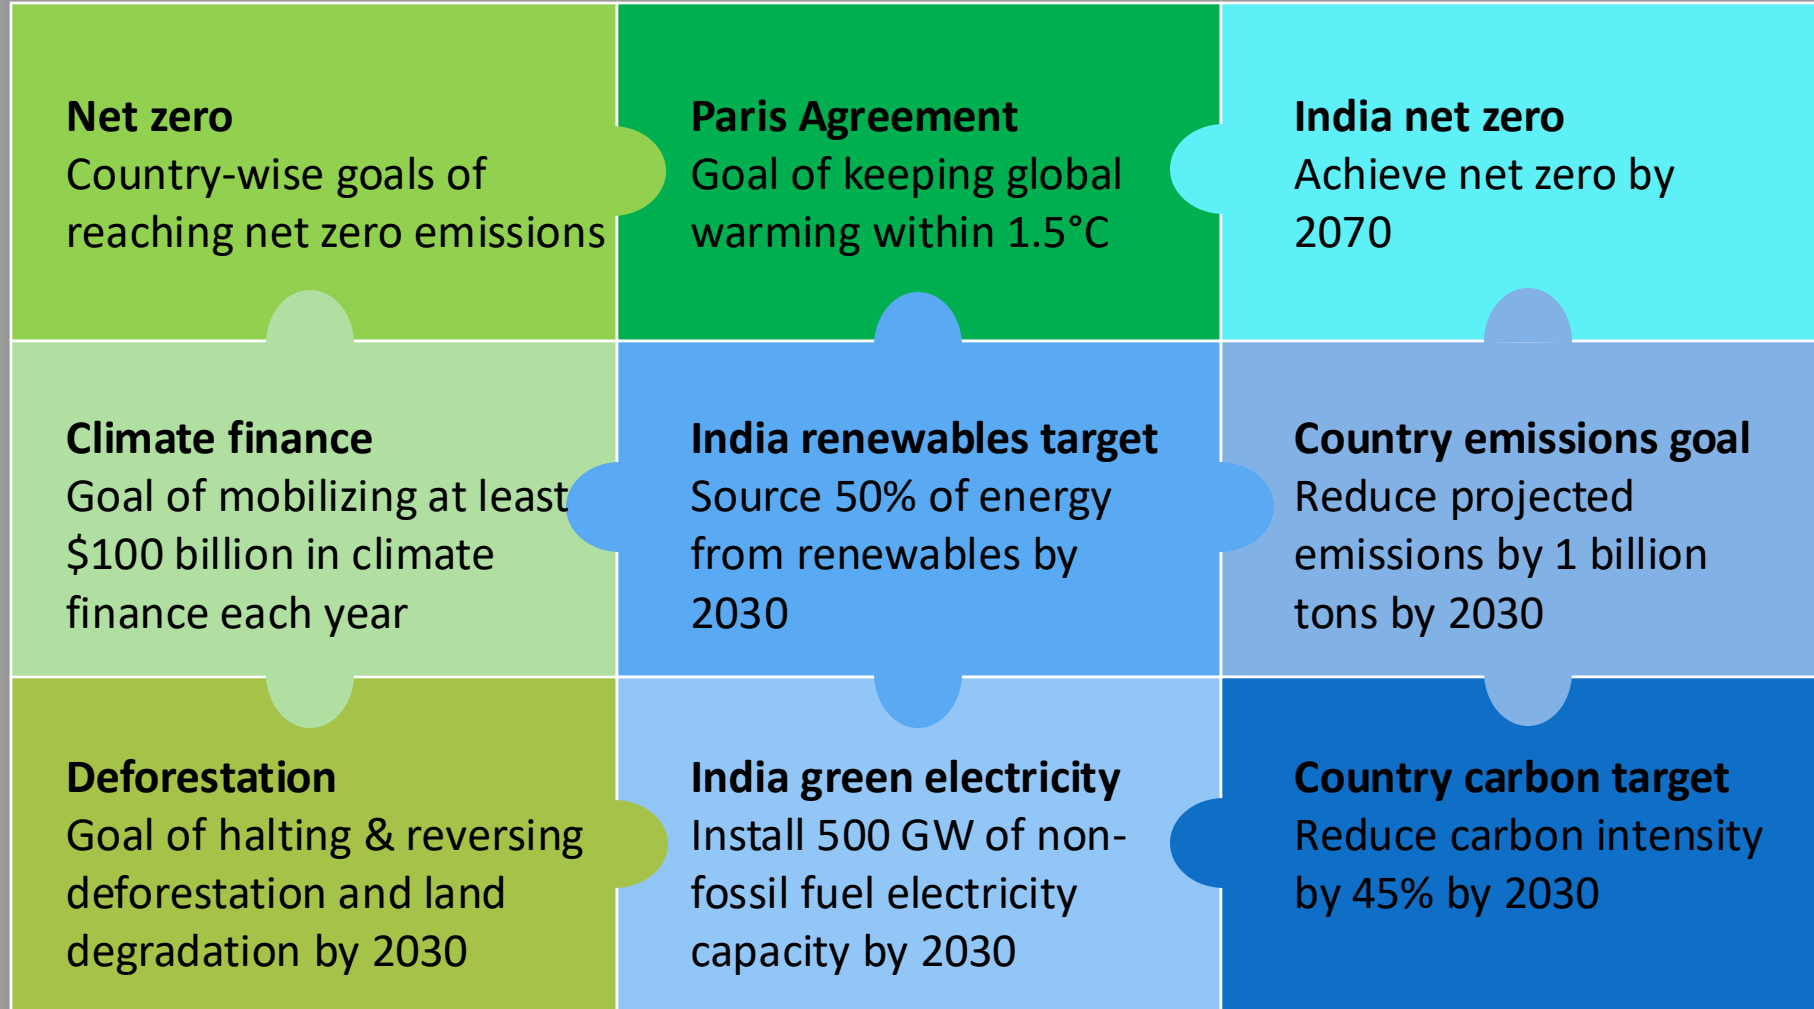 Net zero
Country-wise goals of
reaching net zero emissions
Paris Agreement
Goal of keeping global
warming within 1.5°C
India net zero
Achieve net zero by
2070
Climate finance
Goal of mobilizing at least
$100 billion in climate
finance each year
India renewables target
Source 50% of energy
from renewables by
2030
Country emissions goal
Reduce projected
emissions by 1 billion
tons by 2030
Deforestation
Goal of halting & reversing
deforestation and land
degradation by 2030
India green electricity
Install 500 GW of non-
fossil fuel electricity
capacity by 2030
Country carbon target
Reduce carbon intensity
by 45% by 2030